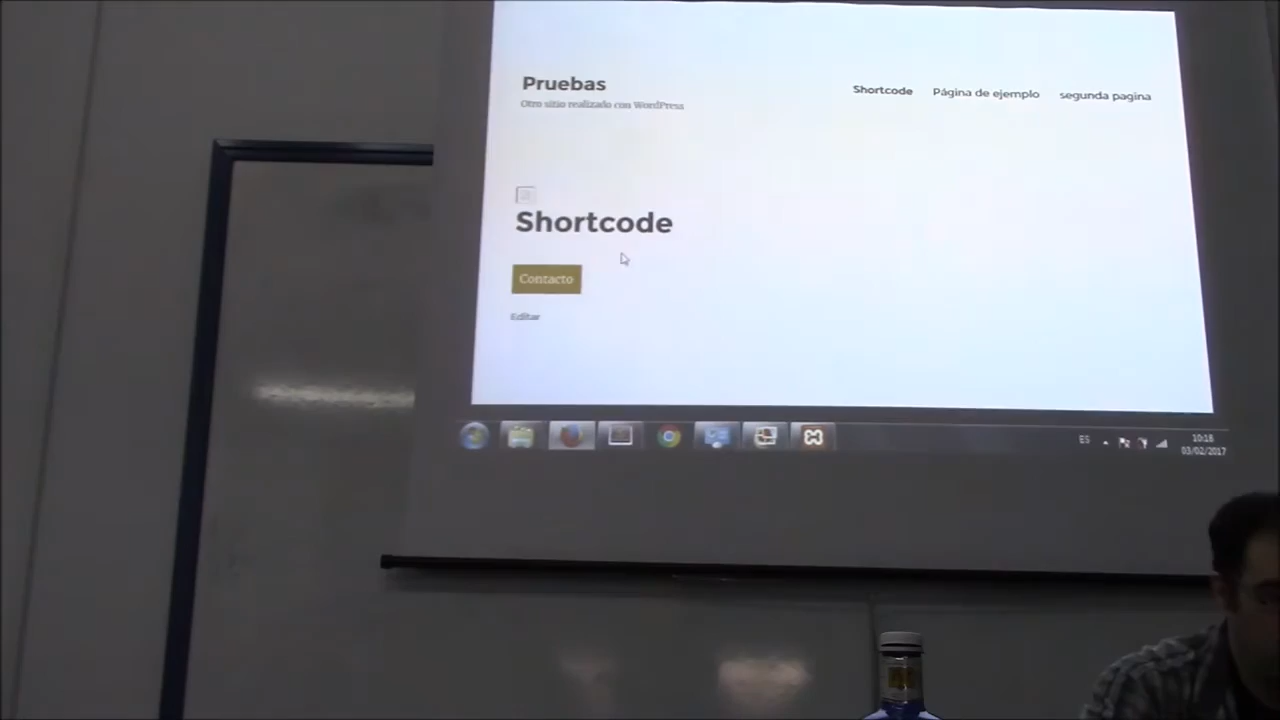 Pruebas
Otro sitio realizado con WordPress
Shortcode
Página de ejemplo
segunda pagina
Shortcode
Contacto
Editar
ES
10:18
03/02/2017